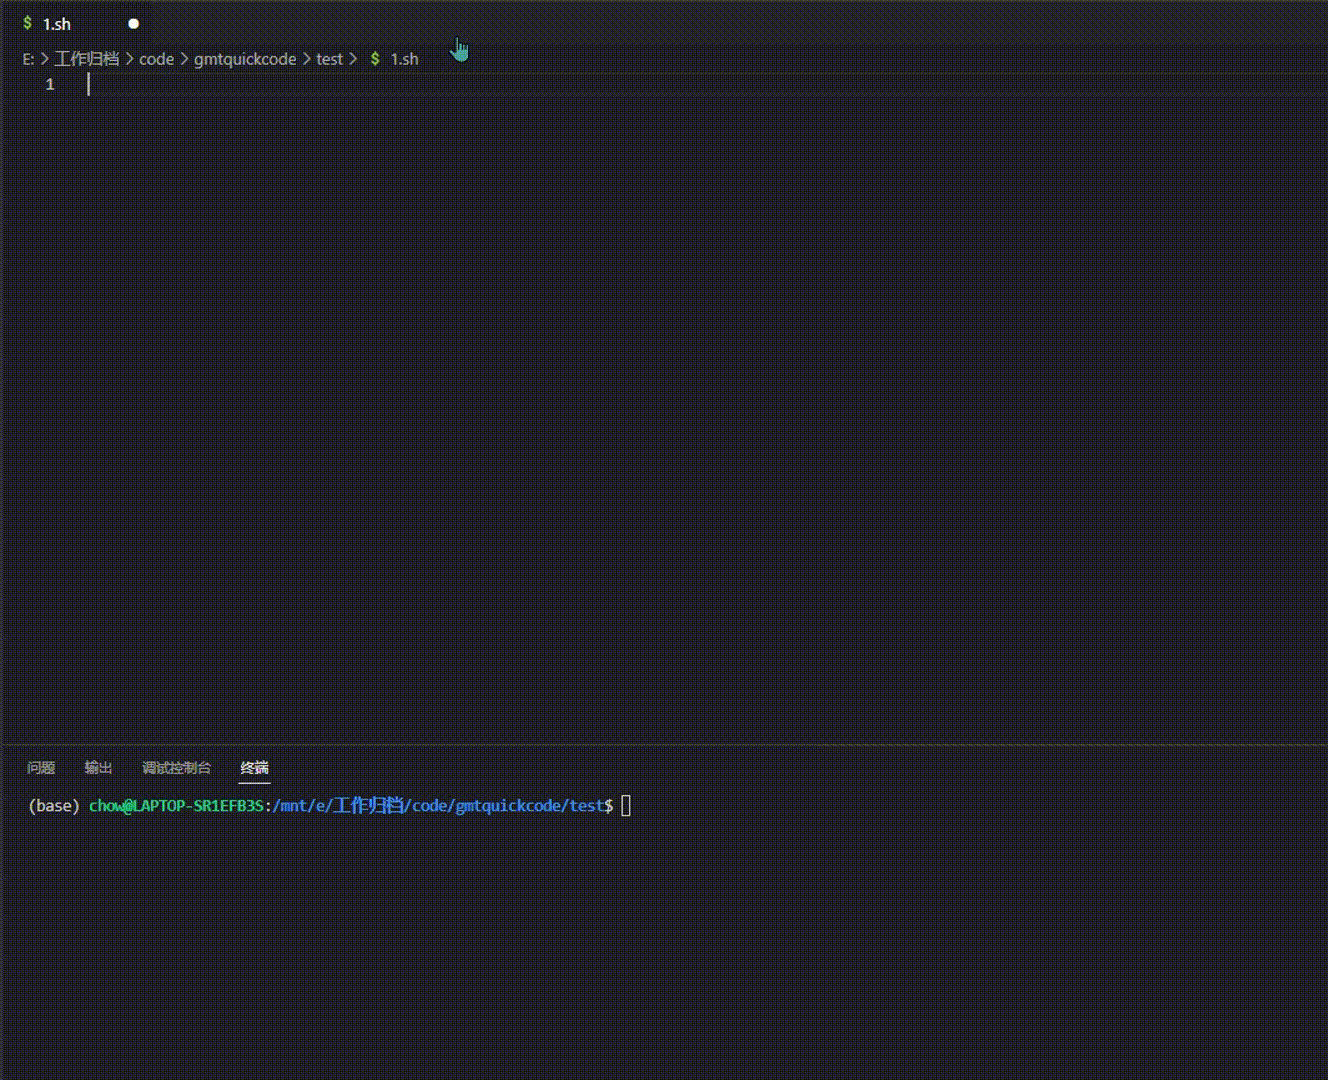 $ 1.sh
E: > 工作归档 > code > gmtquickcode > test > $ 1.sh
1
问题 输出 调试控制台 终端
(base) chow@LAPTOP-SR1EFB3S:/mnt/e/工作归档/code/gmtquickcode/test$